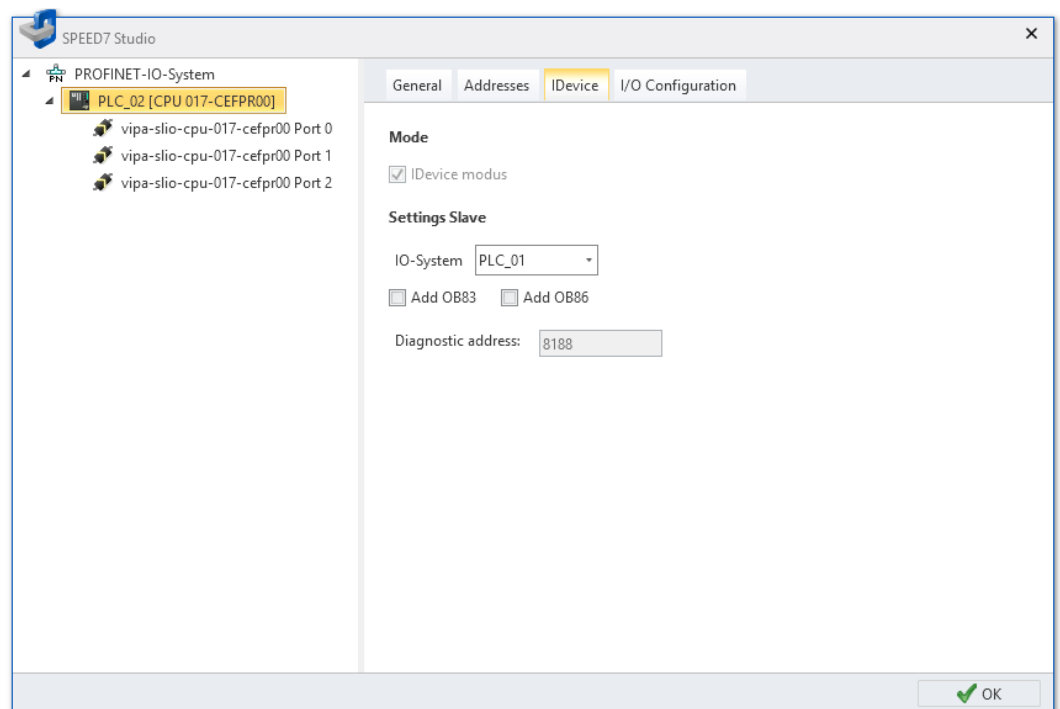 SPEED7 Studio
PROFINET-IO-System
PN
PLC_02 [CPU 017-CEFPR00]
vipa-slio-cpu-017-cefpr00 Port 0
vipa-slio-cpu-017-cefpr00 Port 1
vipa-slio-cpu-017-cefpr00 Port 2
General Addresses IDevice I/O Configuration
Mode
IDevice modus
Settings Slave
IO-System PLC_01
Add OB83 Add OB86
Diagnostic address: 8188
OK